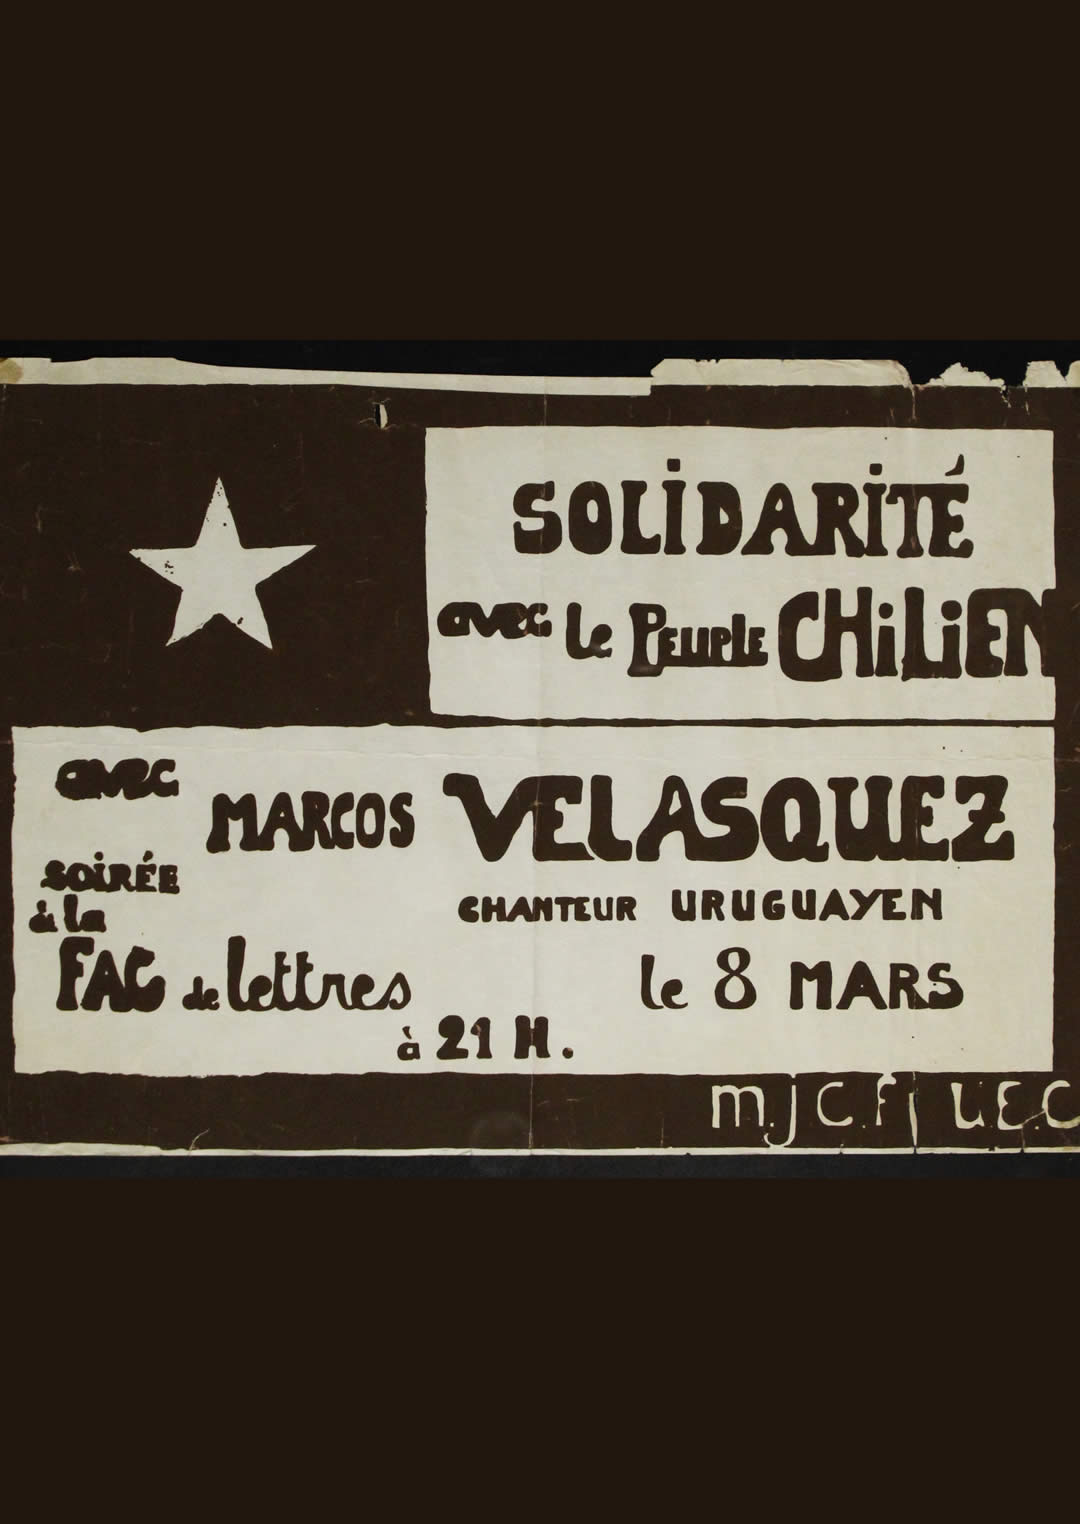 SOLIDARITÉ
avec le PEUPLE CHILIEN
avec
MARCOS VELASQUEZ
CHANTEUR URUGUAYEN
SOIRÉE
à la
FAC de lettres
le 8 MARS
à 21 H.
m.J.C.F | U.E.C